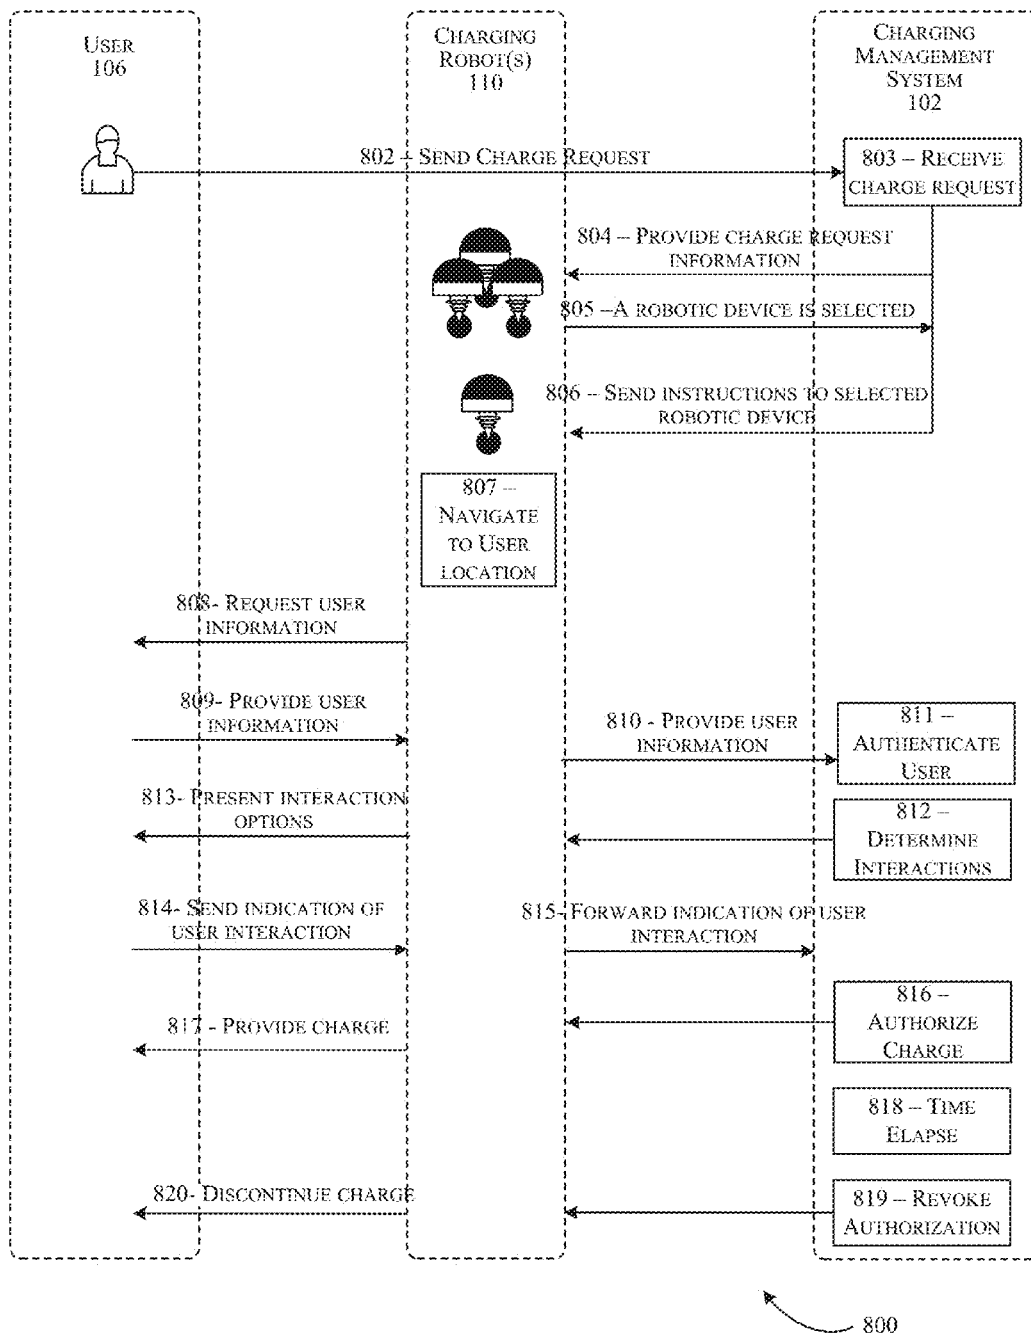 USER
106
CHARGING
ROBOT(S)
110
CHARGING
MANAGEMENT
SYSTEM
102
802 – SEND CHARGE REQUEST
803 – RECEIVE
CHARGE REQUEST
804 – PROVIDE CHARGE REQUEST
INFORMATION
805 –A ROBOTIC DEVICE IS SELECTED
806 – SEND INSTRUCTIONS TO SELECTED
ROBOTIC DEVICE
807 –
NAVIGATE
TO USER
LOCATION
808- REQUEST USER
INFORMATION
809- PROVIDE USER
INFORMATION
810 - PROVIDE USER
INFORMATION
811 –
AUTHENTICATE
USER
813- PRESENT INTERACTION
OPTIONS
812 –
DETERMINE
INTERACTIONS
814- SEND INDICATION OF
USER INTERACTION
815- FORWARD INDICATION OF USER
INTERACTION
816 –
AUTHORIZE
CHARGE
817 - PROVIDE CHARGE
818 – TIME
ELAPSE
820- DISCONTINUE CHARGE
819 – REVOKE
AUTHORIZATION
800